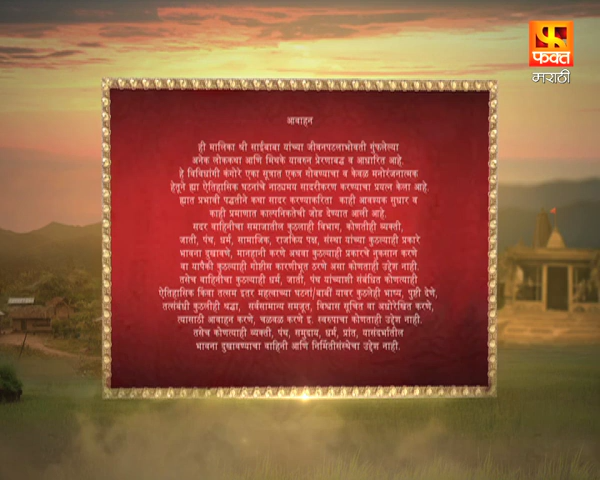 फक्त
मराठी
आवाहन
ही मालिका श्री साईबाबा यांच्या जीवनपटलाभोवती गुंफलेल्या
अनेक लोककथा आणि मिथके यावरुन प्रेरणाबद्ध व आधारित आहे.
हे विविधांगी कंगोरे एका सूत्रात एकत्र गोवण्याचा व केवळ मनोरंजनात्मक
हेतूने ह्या ऐतिहासिक घटनांचे नाट्यमय सादरीकरण करण्याचा प्रयत्न केला आहे.
ह्यात प्रभावी पद्धतीने कथा सादर करण्याकरिता काही आवश्यक सुधार व
काही प्रमाणात काल्पनिकतेची जोड देण्यात आली आहे.
सदर वाहिनीचा समाजातील कुठलाही विभाग, कोणतीही व्यक्ती,
जाती, पंथ, धर्म, सामाजिक, राजकिय पक्ष, संस्था यांच्या कुठल्याही प्रकारे
भावना दुखावणे, मानहानी करणे अथवा कुठल्याही प्रकारचे नुकसान करणे
वा यापैकी कुठल्याही गोष्टीस कारणीभूत ठरणे असा कोणताही उद्देश नाही.
तसेच वाहिनीचा कुठल्याही धर्म, जाती, पंथ यांच्याशी संबंधित कोणत्याही
ऐतिहासिक किंवा तत्सम इतर महत्वाच्या घटना/बाबीं यावर कुठलेही भाष्य, पुष्टी देणे,
तत्संबंधी कुठलीही श्रद्धा, सर्वसामान्य समजूत, विश्वास सूचित वा अधोरेखित करणे,
त्यासाठी आवाहन करणे, चळवळ करणे इ. स्वरुपाचा कोणताही उद्देश नाही.
तसेच कोणत्याही व्यक्ती, पंथ, समुदाय, धर्म, प्रांत, यासंदर्भातील
भावना दुखावण्याचा वाहिनी आणि निर्मितीसंस्थेचा उद्देश नाही.